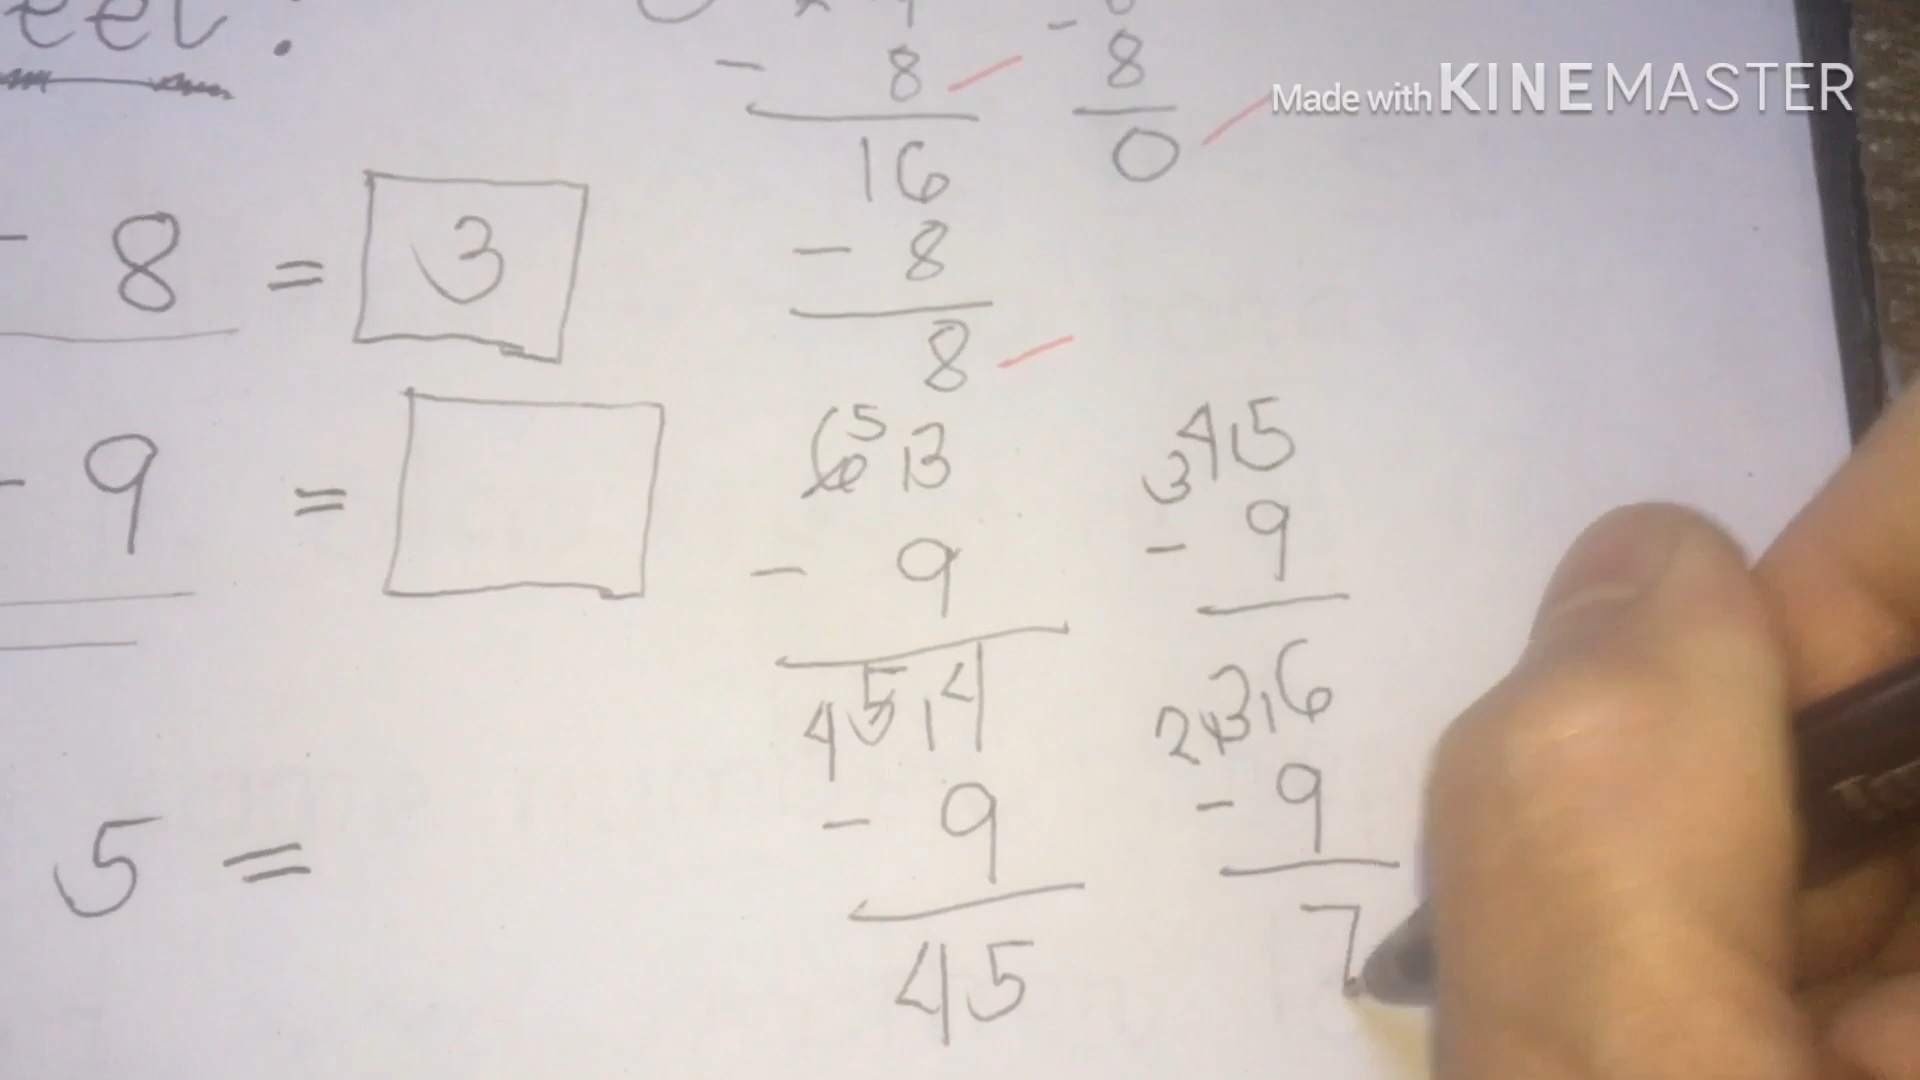 eet:
- 8
8
Made with KINEMASTER
16
0
- 8 = 3
- 8
8
6 5 13
3 4 15
- 9 =
- 9
- 9
4 5 14
2 3 16
- 9
- 9
5 =
45
7